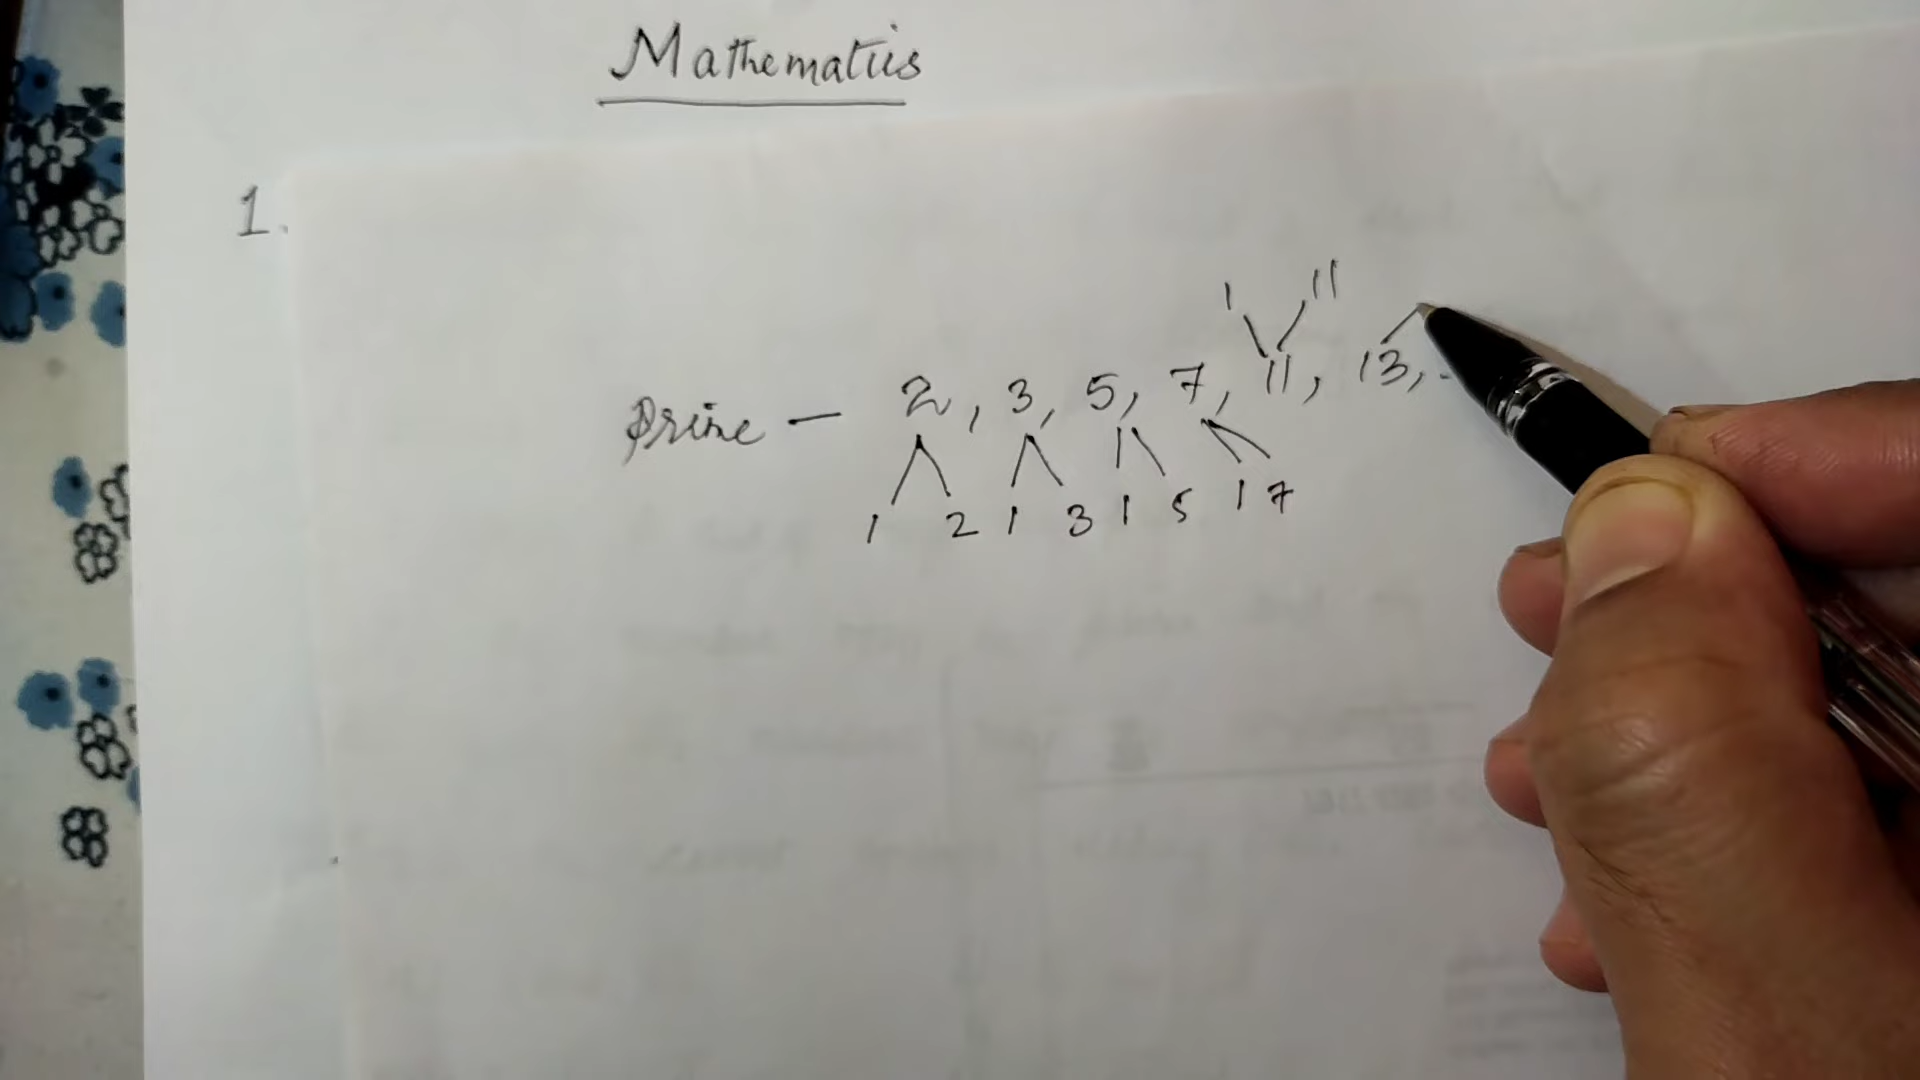 Mathematics
1.
1 11
Prime — 2, 3, 5, 7, 11, 13,
1 2 1 3 1 5 1 7